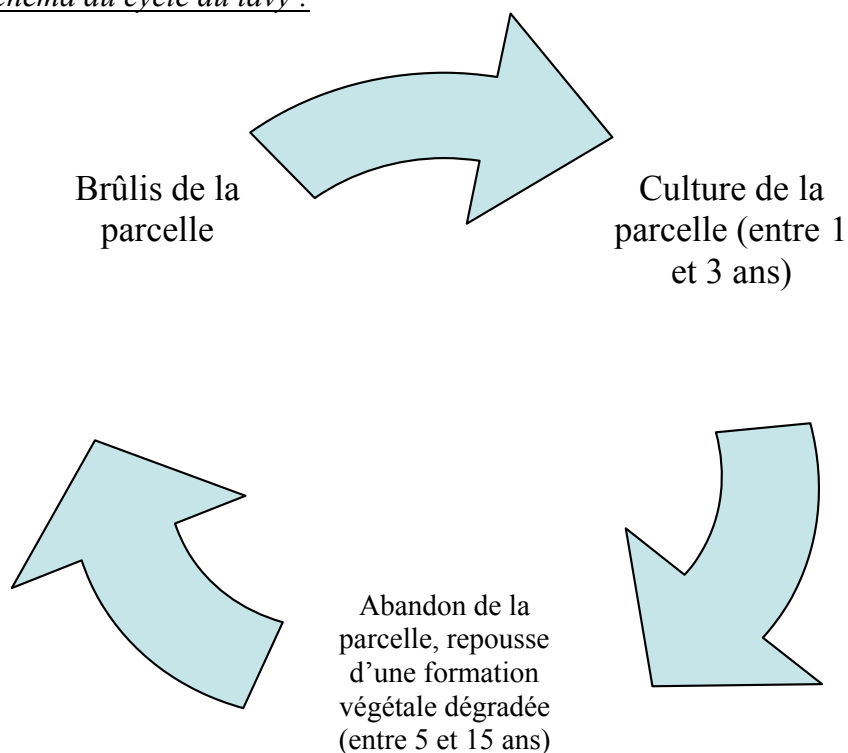 du cycle du tavy :
Brûlis de la
parcelle
Culture de la
parcelle (entre 1
et 3 ans)
Abandon de la
parcelle, repousse
d’une formation
végétale dégradée
(entre 5 et 15 ans)